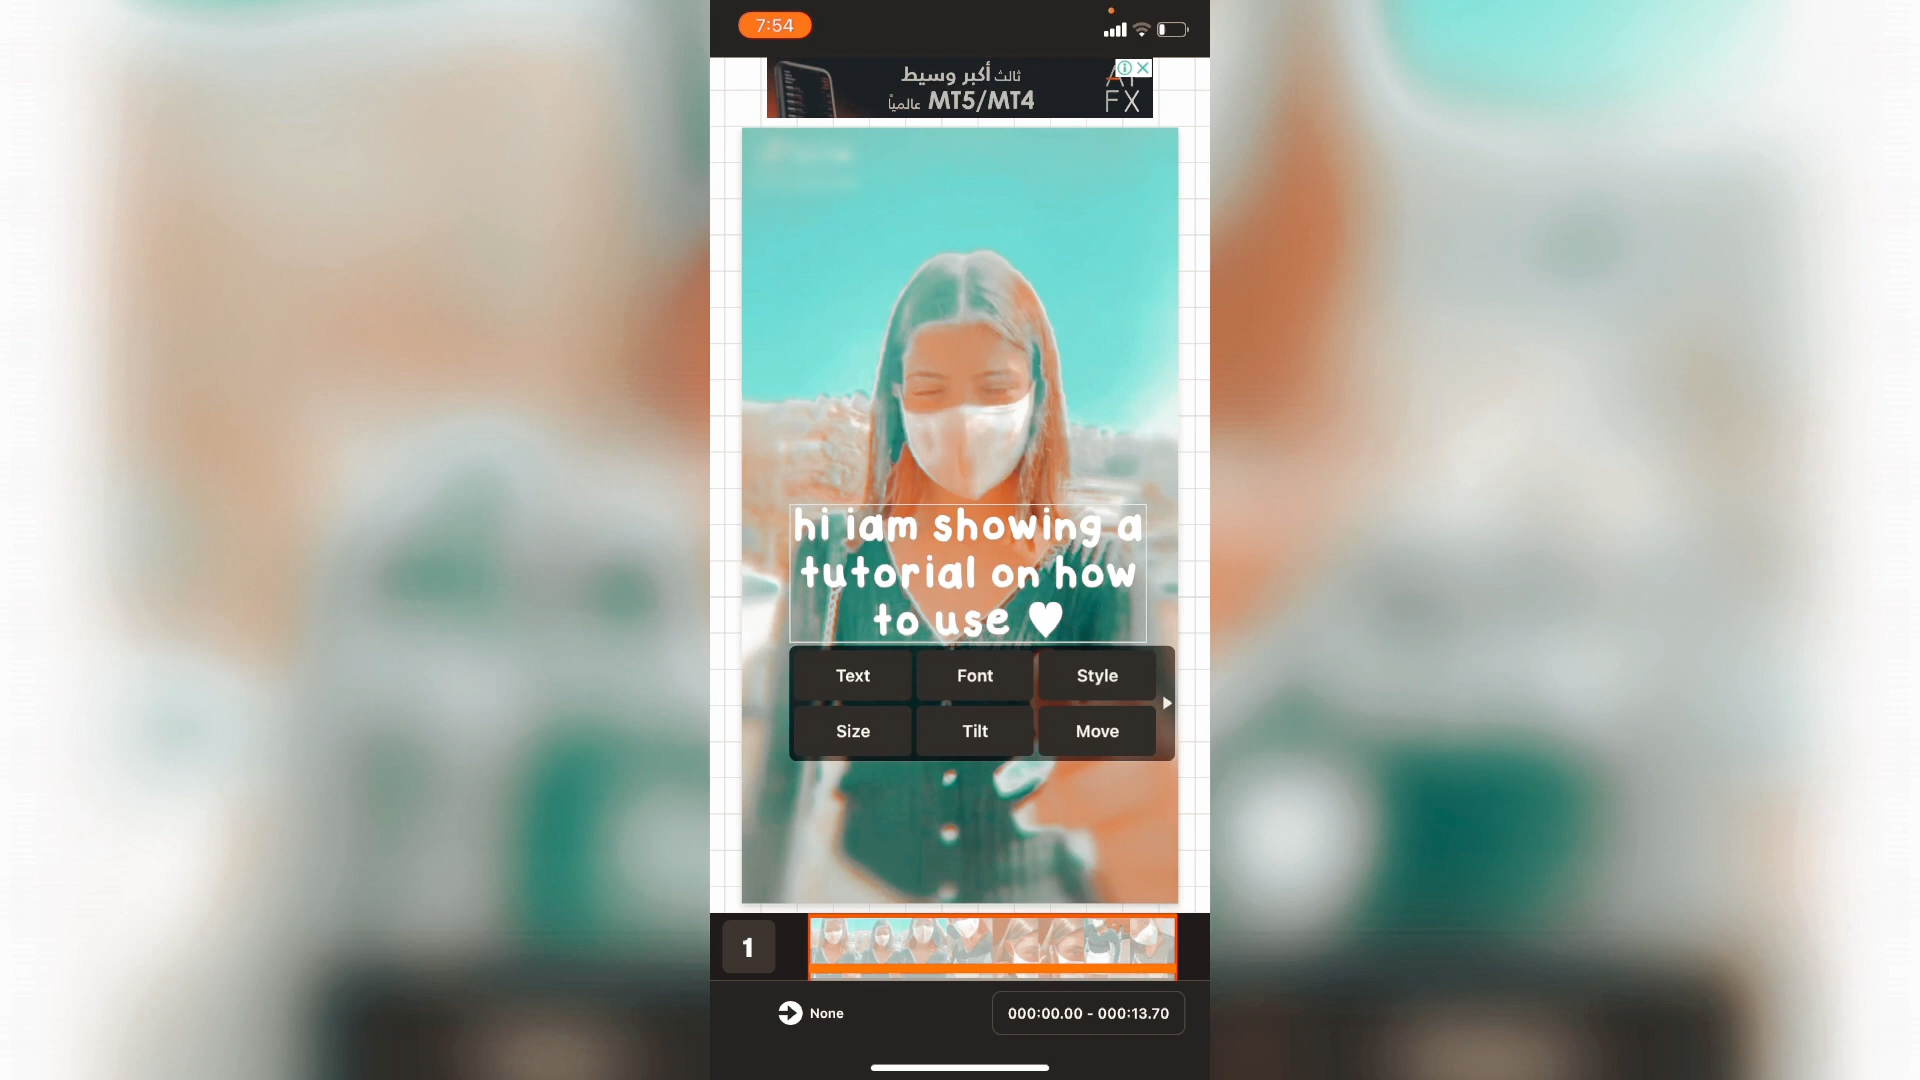 7:54
ثالث أكبر وسيط
MT5/MT4 عالمياً
FX
hi iam showing a
tutorial on how
to use ♥
Text Font Style
Size Tilt Move
1
None 000:00.00 - 000:13.70